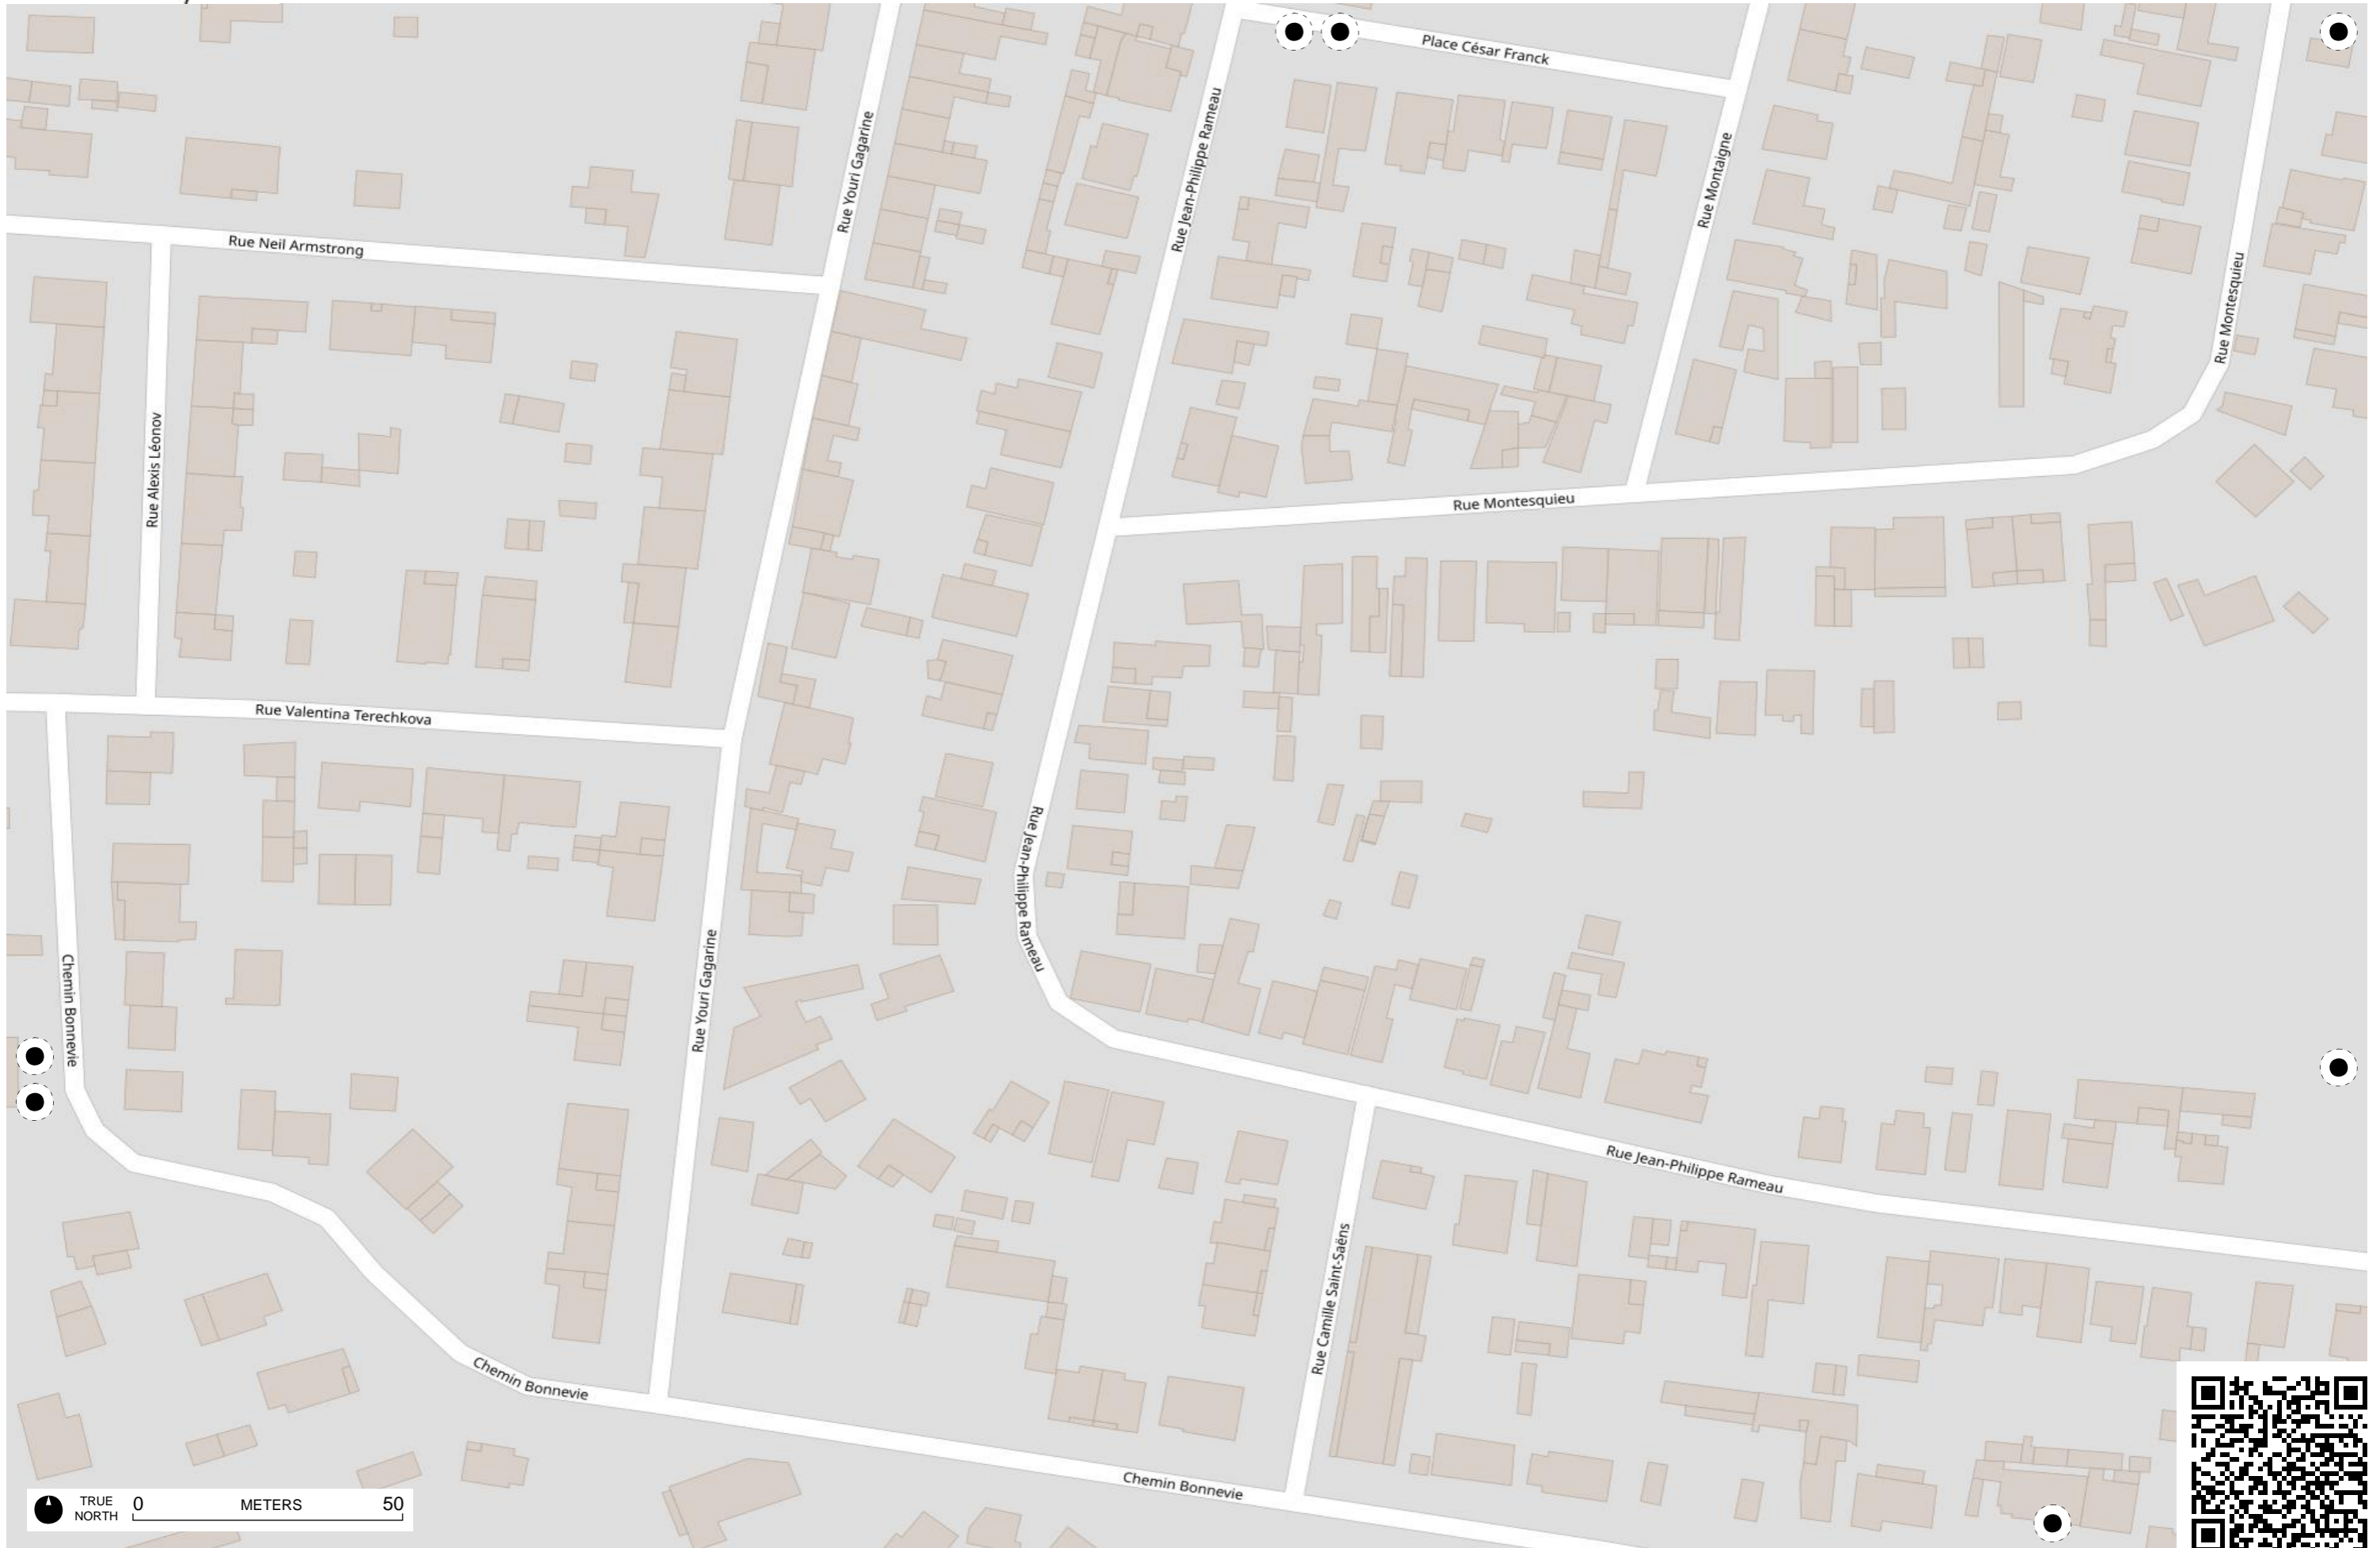 Place César Franck
Rue Youri Gagarine
Rue Jean-Philippe Rameau
Rue Montaigne
Rue Neil Armstrong
Rue Montesquieu
Rue Alexis Léonov
Rue Montesquieu
Rue Valentina Terechkova
Rue Jean-Philippe Rameau
Chemin Bonnevie
Rue Youri Gagarine
Rue Jean-Philippe Rameau
Rue Camille Saint-Saëns
Chemin Bonnevie
Chemin Bonnevie
TRUE NORTH
0 METERS 50